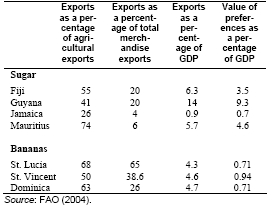 Exports as a per- centage of agri- cultural exports	Exports as a percent- age of total merch- andise exports	Exports as a per- cent- age of GDP	Value of prefer- ences as a per- centage of GDP
Sugar
Fiji 55 20 6.3 3.5
Guyana 41 20 14 9.3
Jamaica 26 4 0.9 0.7
Mauritius 74 6 5.7 4.6
Bananas
St. Lucia 68 65 4.3 0.71
St. Vincent 50 38.6 4.6 0.94
Dominica 63 26 4.7 0.71
Source: FAO (2004).